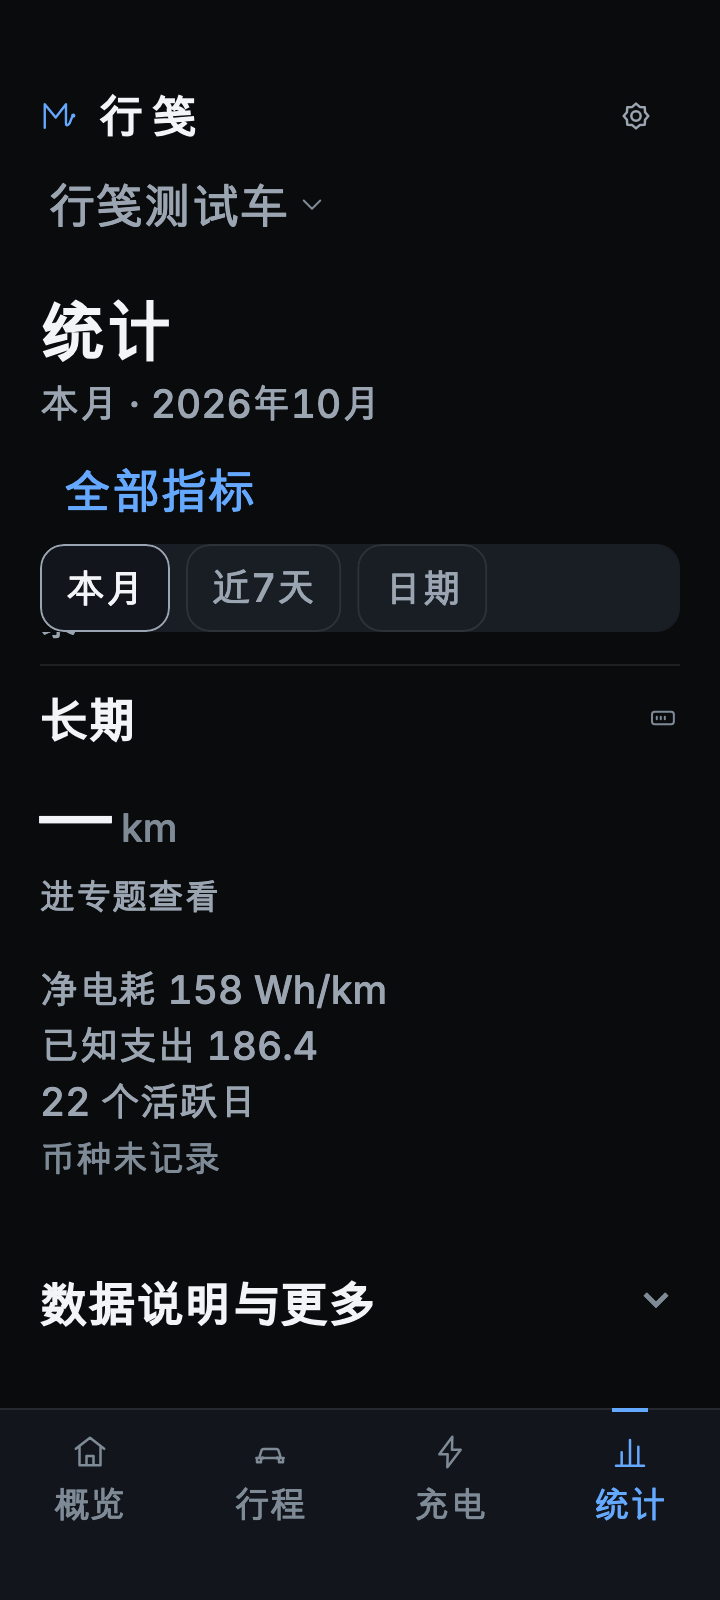 行笺
行笺测试车
统计
本月 · 2026年10月
全部指标
本月
近7天
日期
长期
— km
进专题查看
净电耗 158 Wh/km
已知支出 186.4
22 个活跃日
币种未记录
数据说明与更多
概览
行程
充电
统计